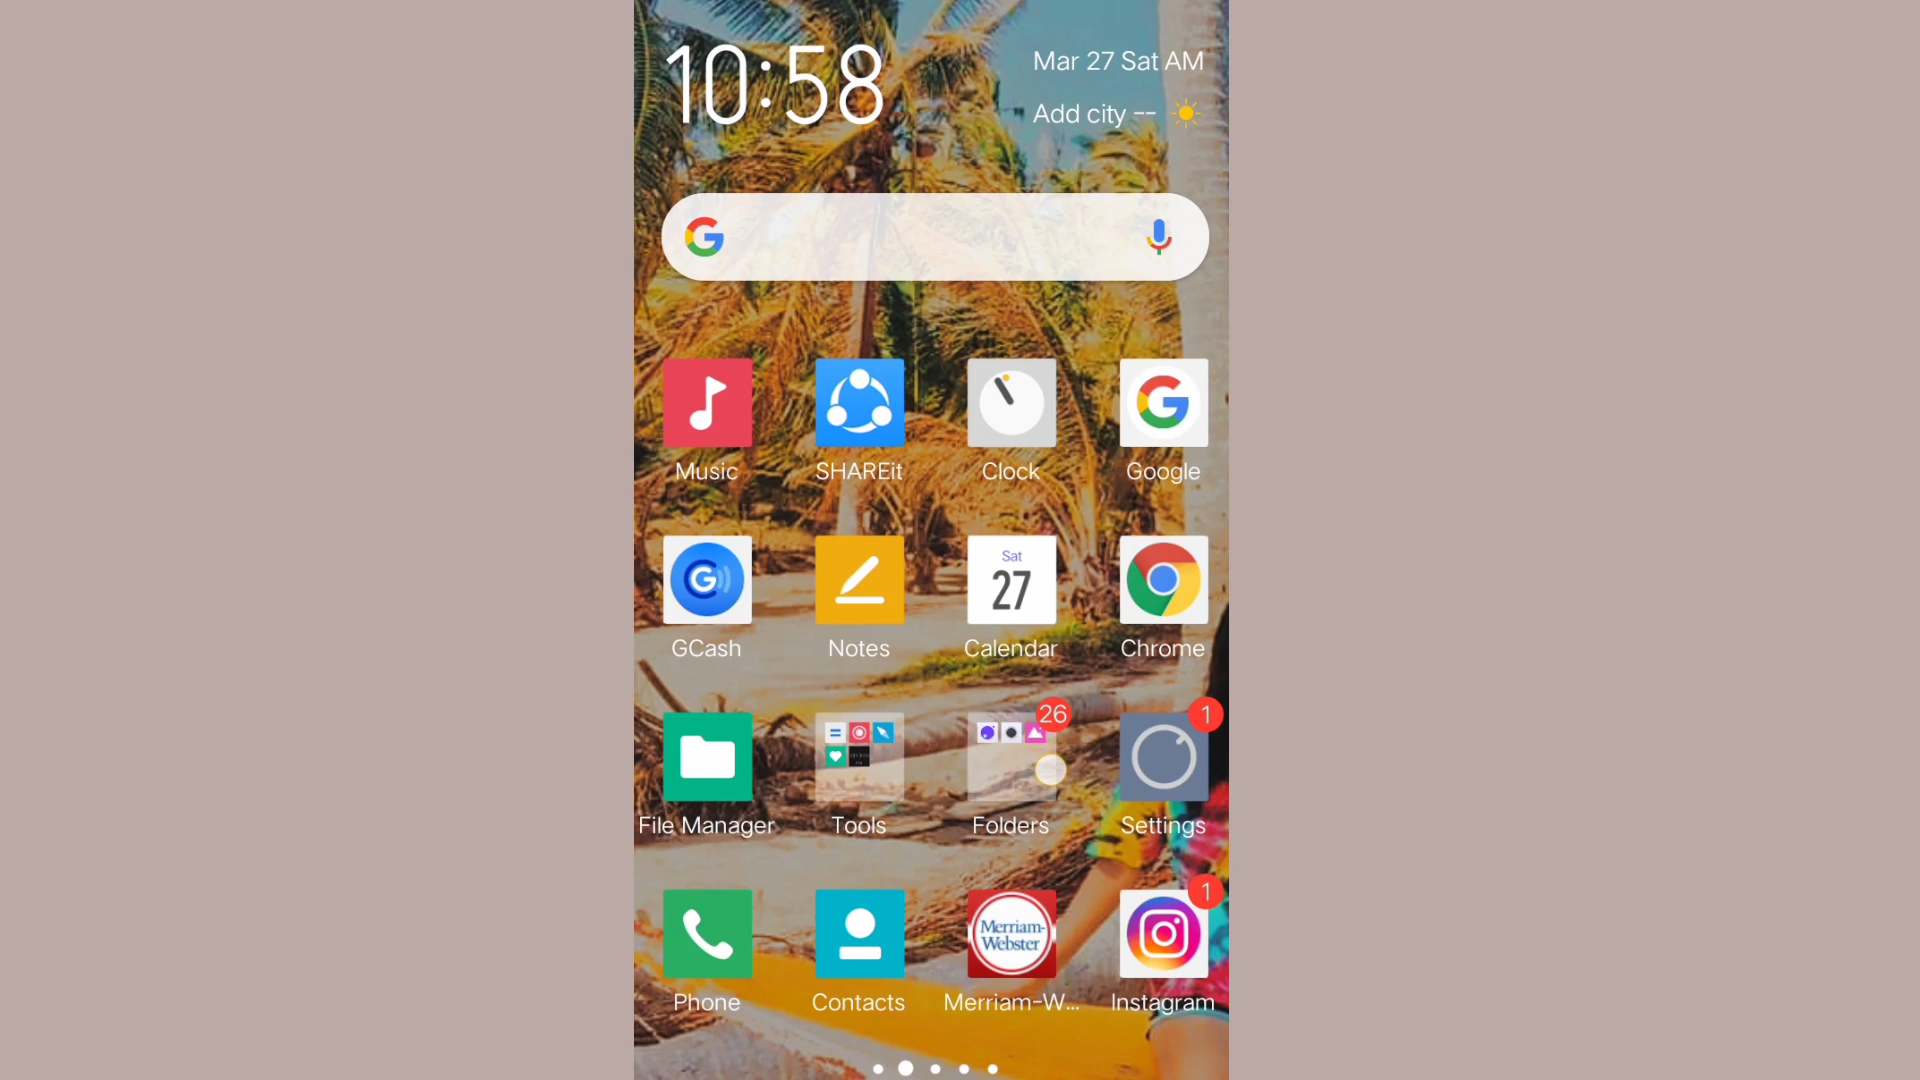 10:58
Mar 27 Sat AM
Add city --
Music
SHAREit
Clock
Google
GCash
Notes
Sat
27
Calendar
Chrome
File Manager
Tools
26
Folders
1
Settings
Phone
Contacts
Merriam-
Webster
Merriam-W...
1
Instagram